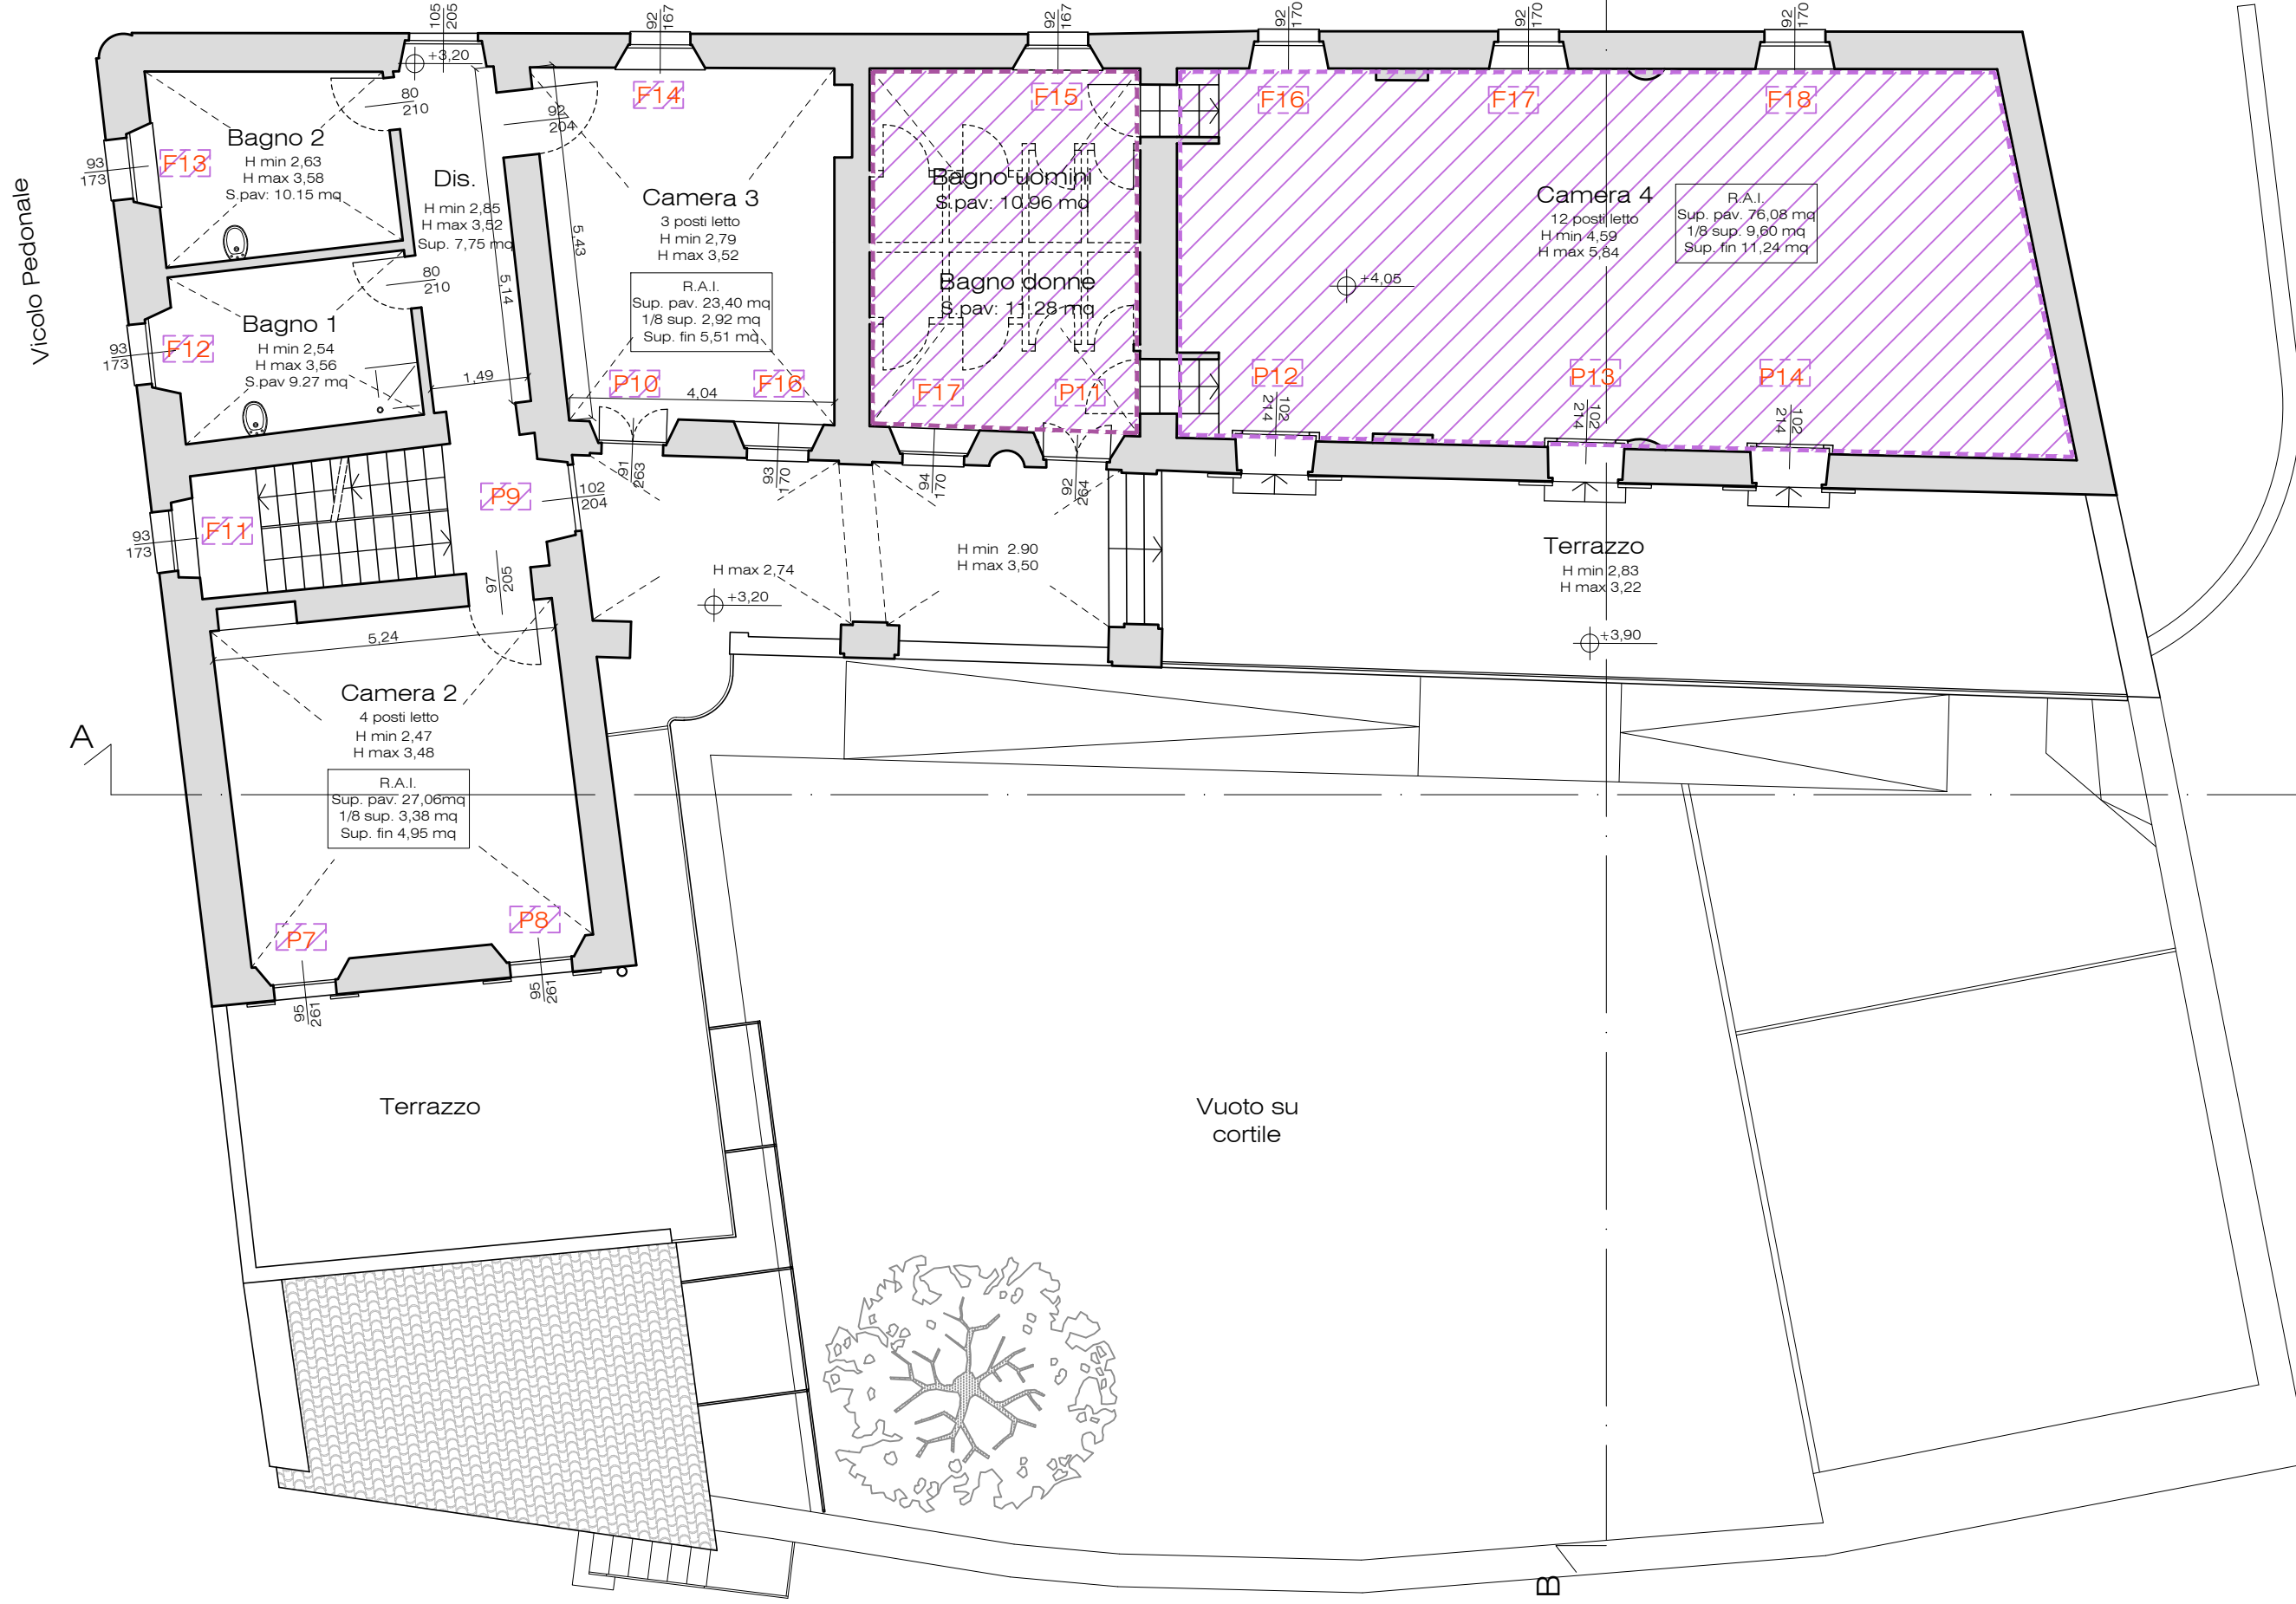 105
205
92
167
92
167
92
170
92
170
92
170
+3,20
80
210
92
204
F14
F15
F16
F17
F18
Vicolo Pedonale
93
173
F13
Bagno 2
H min 2,63
H max 3,58
S.pav: 10.15 mq
Dis.
H min 2,85
H max 3,52
Sup. 7,75 mq
5,43
5,14
Camera 3
3 posti letto
H min 2,79
H max 3,52
R.A.I.
Sup. pav. 23,40 mq
1/8 sup. 2,92 mq
Sup. fin 5,51 mq
Bagno uomini
S.pav: 10.96 mq
Bagno donne
S.pav: 11.28 mq
Camera 4
12 posti letto
H min 4,59
H max 5,84
R.A.I.
Sup. pav. 76,08 mq
1/8 sup. 9,60 mq
Sup. fin 11,24 mq
+4,05
80
210
93
173
F12
Bagno 1
H min 2,54
H max 3,56
S.pav 9.27 mq
1,49
P10
F16
4,04
F17
P11
P12
P13
P14
102
214
102
214
102
214
91
263
93
170
94
170
92
264
P9
102
204
93
173
F11
97
205
H max 2,74
+3,20
H min 2.90
H max 3,50
Terrazzo
H min 2,83
H max 3,22
+3,90
5,24
Camera 2
4 posti letto
H min 2,47
H max 3,48
R.A.I.
Sup. pav. 27,06mq
1/8 sup. 3,38 mq
Sup. fin 4,95 mq
A
P7
P8
95
261
95
261
Terrazzo
Vuoto su
cortile
B